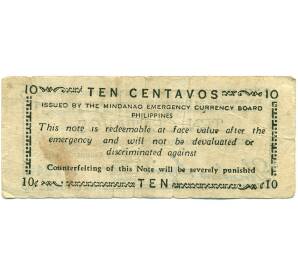 10 TEN CENTAVOS 10
ISSUED BY THE MINDANAO EMERGENCY CURRENCY BOARD
PHILIPPINES
This note is redeemable at face value after the
emergency and will not be devaluated or
discriminated against
Counterfeiting of this Note will be severely punished
10¢ TEN ¢10